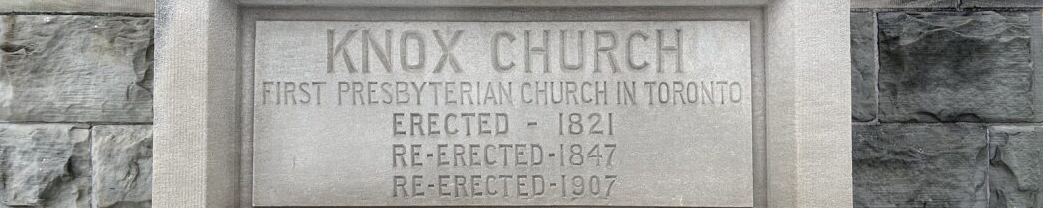 KNOX CHURCH
FIRST PRESBYTERIAN CHURCH IN TORONTO
ERECTED - 1821
RE-ERECTED-1847
RE-ERECTED-1907